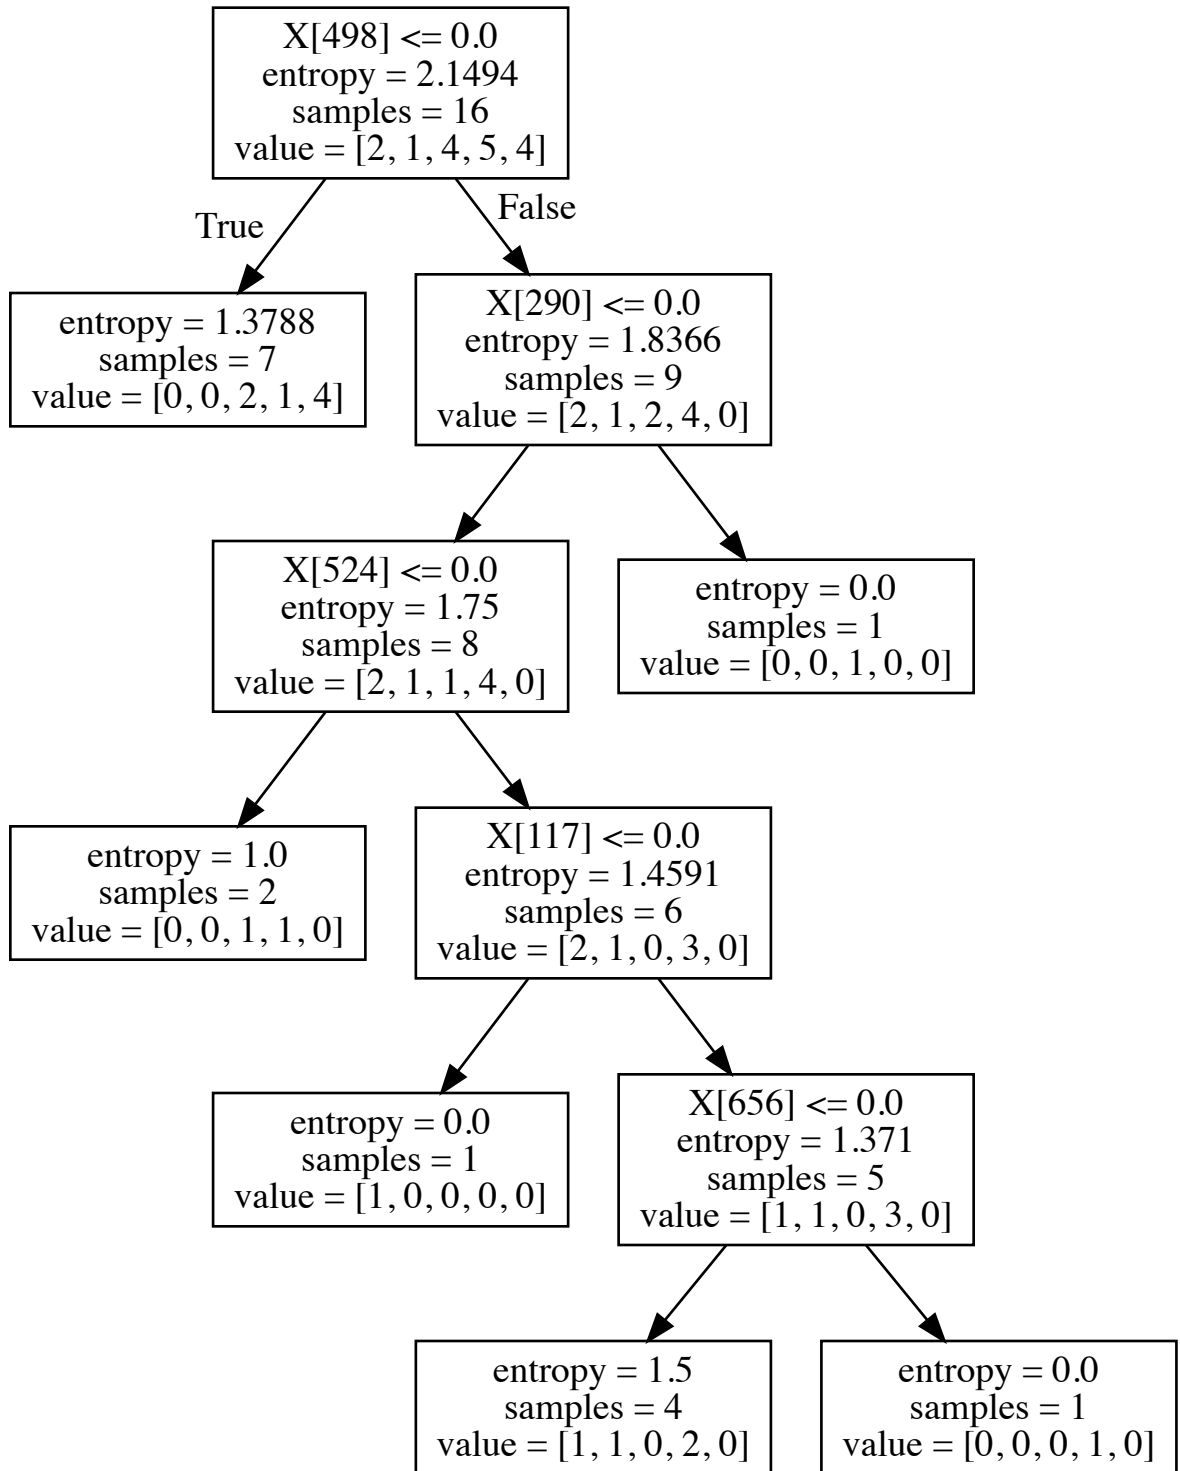 X[498] <= 0.0
entropy = 2.1494
samples = 16
value = [2, 1, 4, 5, 4]
True
False
entropy = 1.3788
samples = 7
value = [0, 0, 2, 1, 4]
X[290] <= 0.0
entropy = 1.8366
samples = 9
value = [2, 1, 2, 4, 0]
X[524] <= 0.0
entropy = 1.75
samples = 8
value = [2, 1, 1, 4, 0]
entropy = 0.0
samples = 1
value = [0, 0, 1, 0, 0]
entropy = 1.0
samples = 2
value = [0, 0, 1, 1, 0]
X[117] <= 0.0
entropy = 1.4591
samples = 6
value = [2, 1, 0, 3, 0]
entropy = 0.0
samples = 1
value = [1, 0, 0, 0, 0]
X[656] <= 0.0
entropy = 1.371
samples = 5
value = [1, 1, 0, 3, 0]
entropy = 1.5
samples = 4
value = [1, 1, 0, 2, 0]
entropy = 0.0
samples = 1
value = [0, 0, 0, 1, 0]